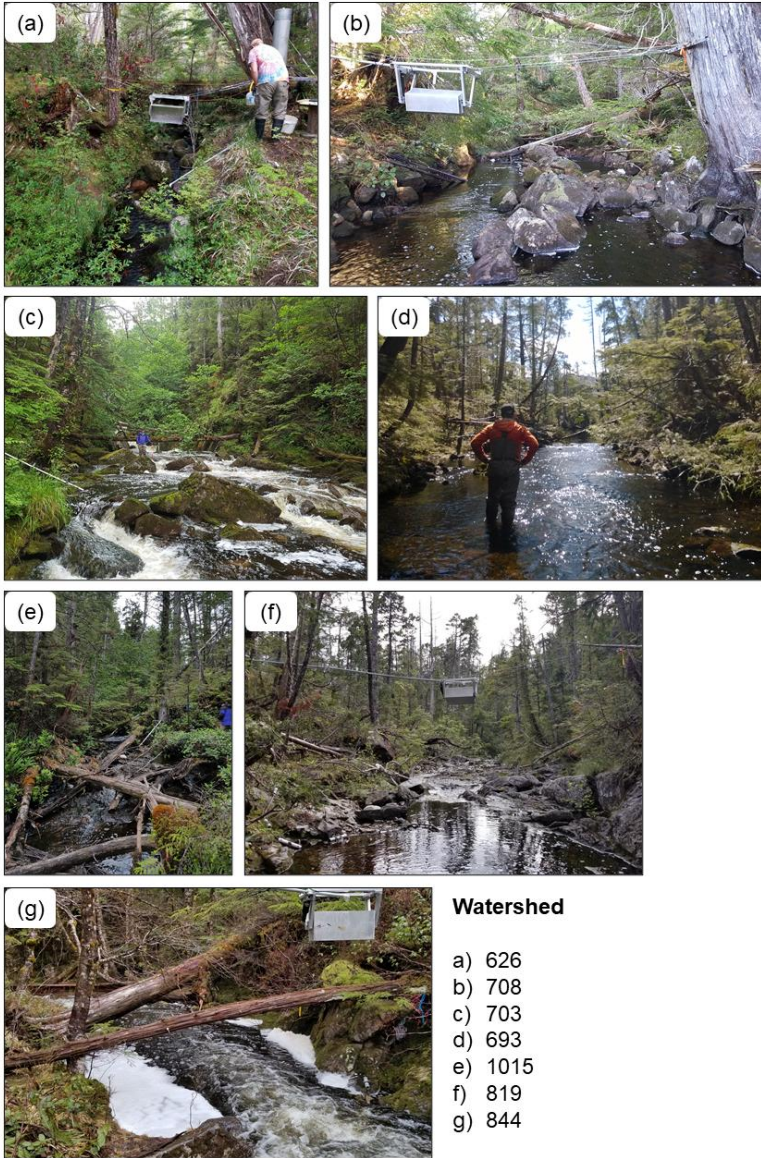 (a)
(b)
(c)
(d)
(e)
(f)
(g)
Watershed
a) 626
b) 708
c) 703
d) 693
e) 1015
f) 819
g) 844